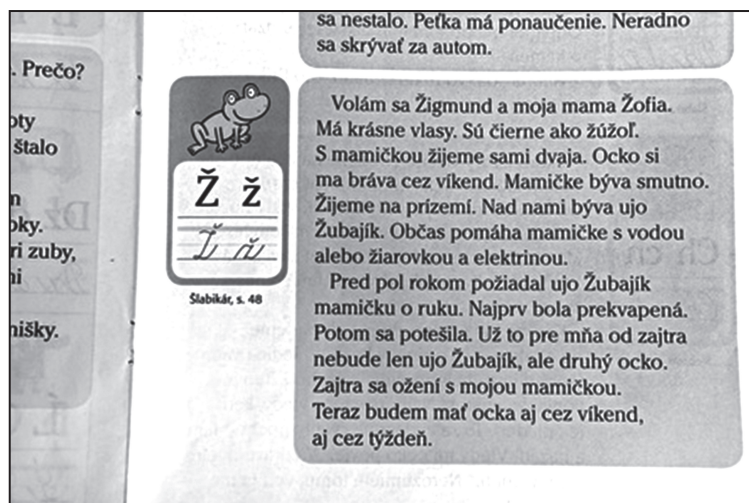 sa nestalo. Peťka má ponaučenie. Neradno
sa skrývať za autom.
. Prečo?
štalo
ri zuby,
Ž ž
Ž ž
Šlabikár, s. 48
Volám sa Žigmund a moja mama Žofia.
Má krásne vlasy. Sú čierne ako žúžoľ.
S mamičkou žijeme sami dvaja. Ocko si
ma bráva cez víkend. Mamičke býva smutno.
Žijeme na prízemí. Nad nami býva ujo
Žubajík. Občas pomáha mamičke s vodou
alebo žiarovkou a elektrinou.
Pred pol rokom požiadal ujo Žubajík
mamičku o ruku. Najprv bola prekvapená.
Potom sa potešila. Už to pre mňa od zajtra
nebude len ujo Žubajík, ale druhý ocko.
Zajtra sa ožení s mojou mamičkou.
Teraz budem mať ocka aj cez víkend,
aj cez týždeň.